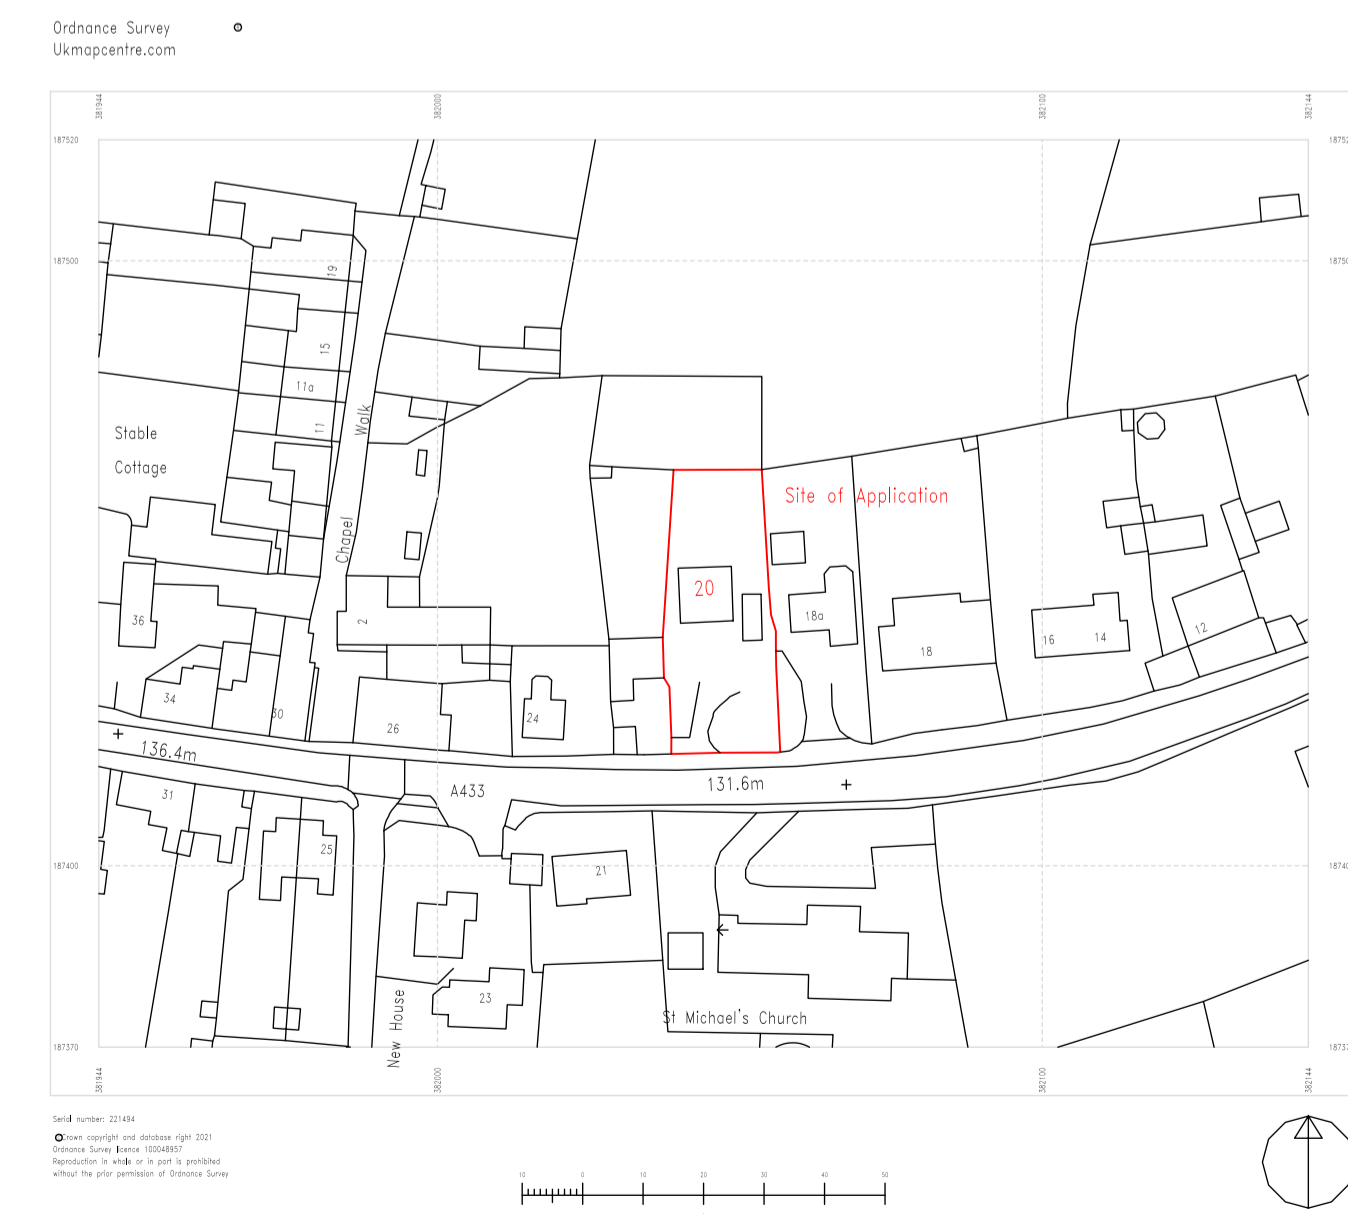 Ordnance Survey
Ukmapcentre.com
381944
382000
382100
382144
187520
187500
19
15
11a
11
Walk
Stable
Cottage
Site of Application
Chapel
20
36
2
18a
18
16
14
12
34
30
26
24
136.4m
A433
131.6m
31
25
21
187400
23
New House
St Michael's Church
187370
381944
382000
382100
382144
Serial number: 221494
Crown copyright and database right 2021
Ordnance Survey licence 100048957
Reproduction in whole or in part is prohibited
without the prior permission of Ordnance Survey
10 0 10 20 30 40 50